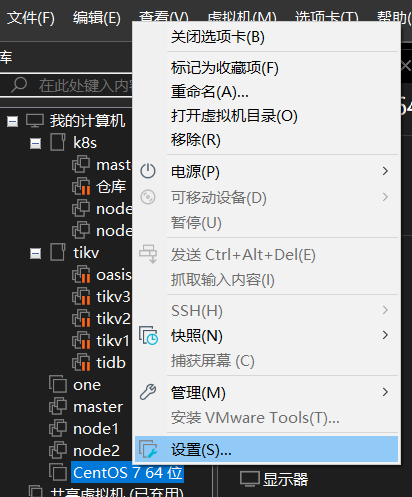 文件(F) 编辑(E) 查看(V) 虚拟机(M) 选项卡(T) 帮助(
库
在此处键入内容
我的计算机
k8s
mast
仓库
node
node
tikv
oasis
tikv3
tikv2
tikv1
tidb
one
master
node1
node2
CentOS 7 64 位
共享虚拟机 (已弃用)
关闭选项卡(B)
标记为收藏项(F)
重命名(A)...
打开虚拟机目录(O)
移除(R)
电源(P)
可移动设备(D)
暂停(U)
发送 Ctrl+Alt+Del(E)
抓取输入内容(I)
SSH(H)
快照(N)
捕获屏幕 (C)
管理(M)
安装 VMware Tools(T)...
设置(S)...
显示器